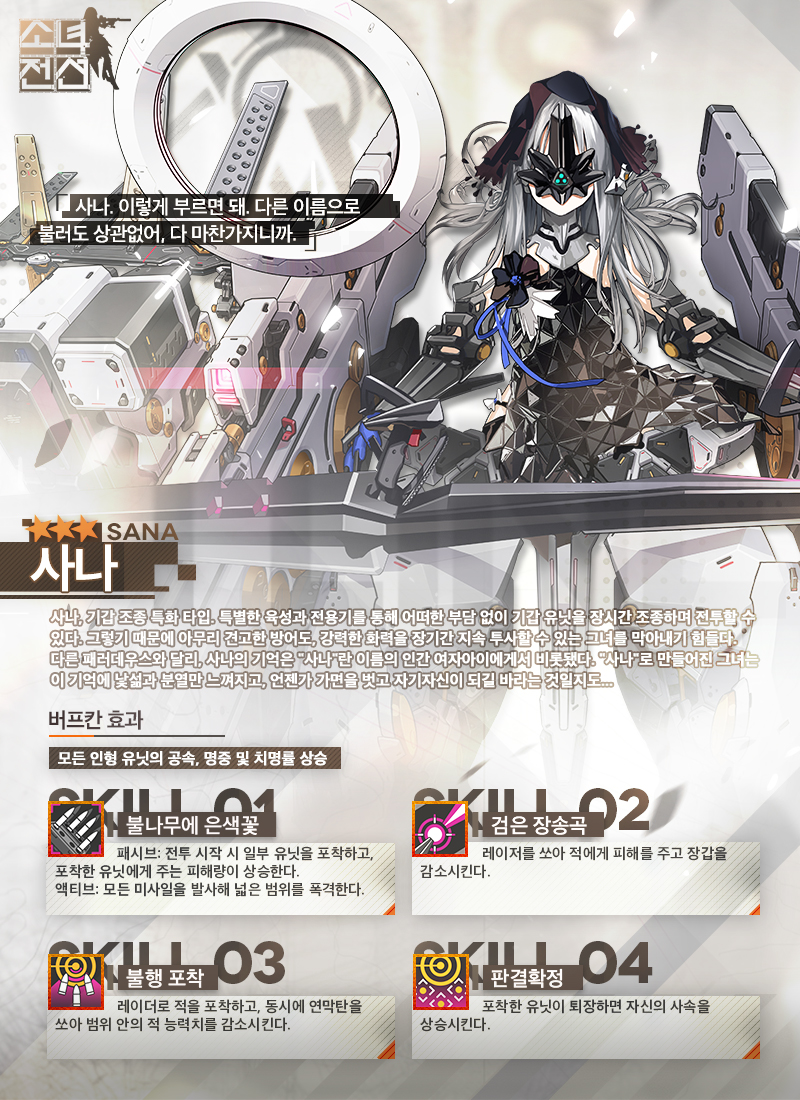 소녀
전선
「사나. 이렇게 부르면 돼. 다른 이름으로
불러도 상관없어, 다 마찬가지니까.」
SANA
사나
사나, 기갑 조종 특화 타입. 특별한 육성과 전용기를 통해 어떠한 부담 없이 기갑 유닛을 장시간 조종하며 전투할 수
있다. 그렇기 때문에 아무리 견고한 방어도, 강력한 화력을 장기간 지속 투사할 수 있는 그녀를 막아내기 힘들다.
다른 패러데우스와 달리, 사나의 기억은 "사나"란 이름의 인간 여자아이에게서 비롯됐다. "사나"로 만들어진 그녀는
이 기억에 낯섦과 분열만 느껴지고, 언젠가 가면을 벗고 자기자신이 되길 바라는 것일지도...
버프칸 효과
모든 인형 유닛의 공속, 명중 및 치명률 상승
SKILL 01
불나무에 은색꽃
패시브: 전투 시작 시 일부 유닛을 포착하고,
포착한 유닛에게 주는 피해량이 상승한다.
액티브: 모든 미사일을 발사해 넓은 범위를 폭격한다.
SKILL 02
검은 장송곡
레이저를 쏘아 적에게 피해를 주고 장갑을
감소시킨다.
SKILL 03
불행 포착
레이더로 적을 포착하고, 동시에 연막탄을
쏘아 범위 안의 적 능력치를 감소시킨다.
SKILL 04
판결확정
포착한 유닛이 퇴장하면 자신의 사속을
상승시킨다.